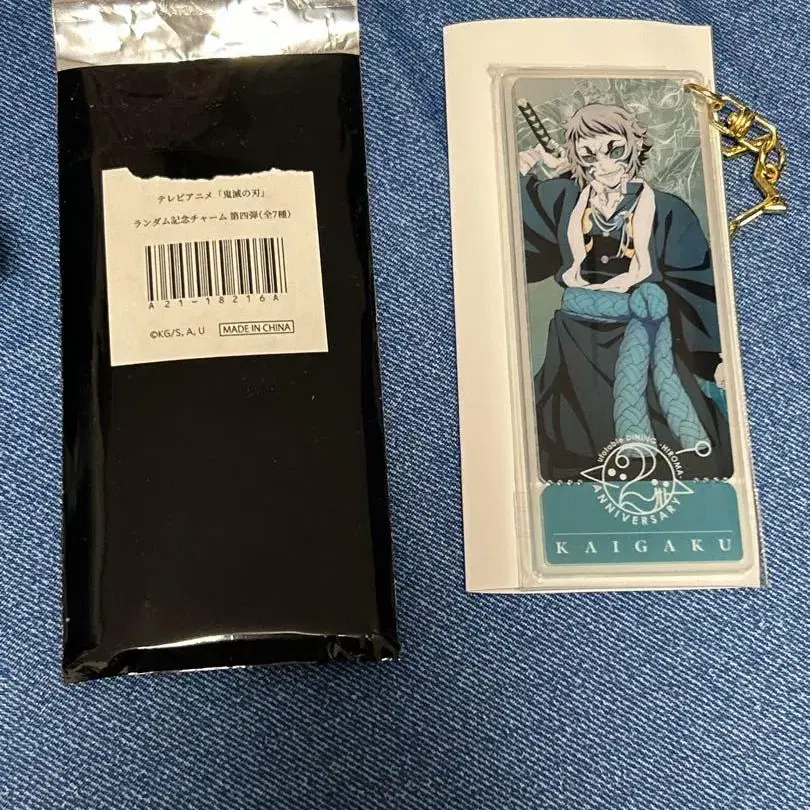 テレビアニメ「鬼滅の刃」
ランダム記念チャーム 第四弾(全7種)
A21-18216A
©KG/S, A, U
MADE IN CHINA
ufotable DINING -HIROMA-
2nd
ANNIVERSARY
KAIGAKU